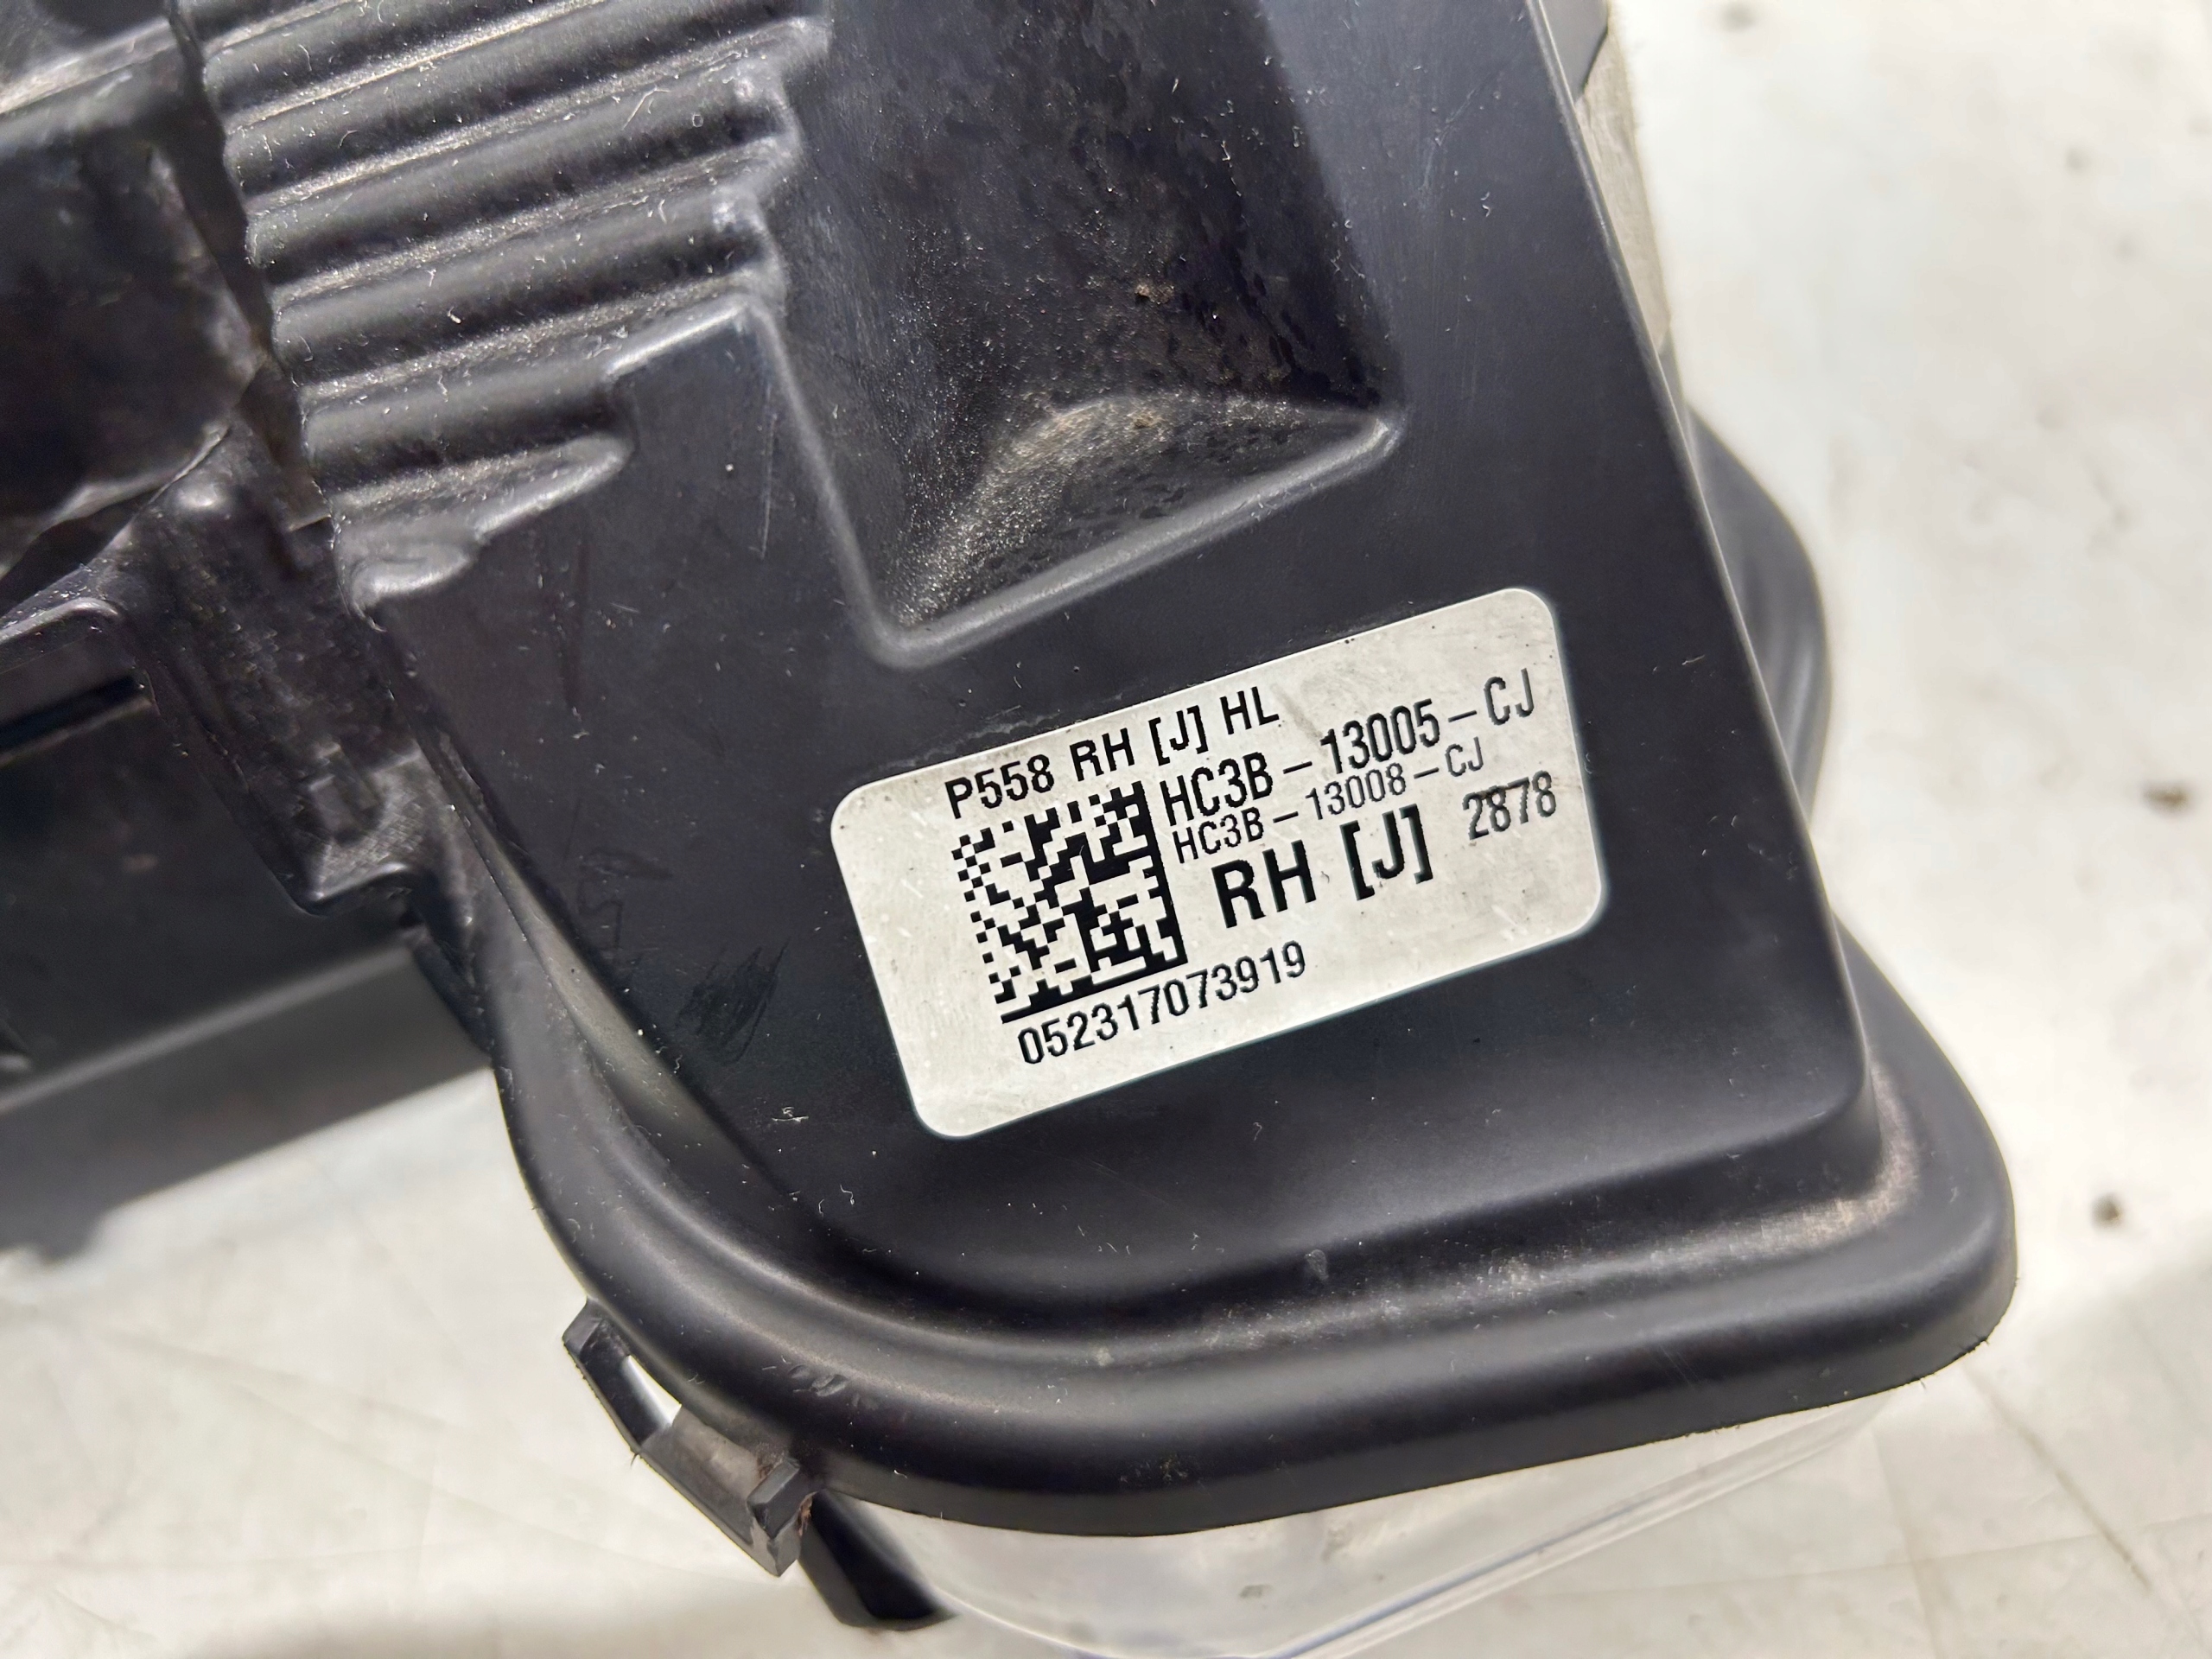 P558 RH [J] HL
HC3B-13005-CJ
HC3B-13008-CJ
RH [J] 2878
052317073919